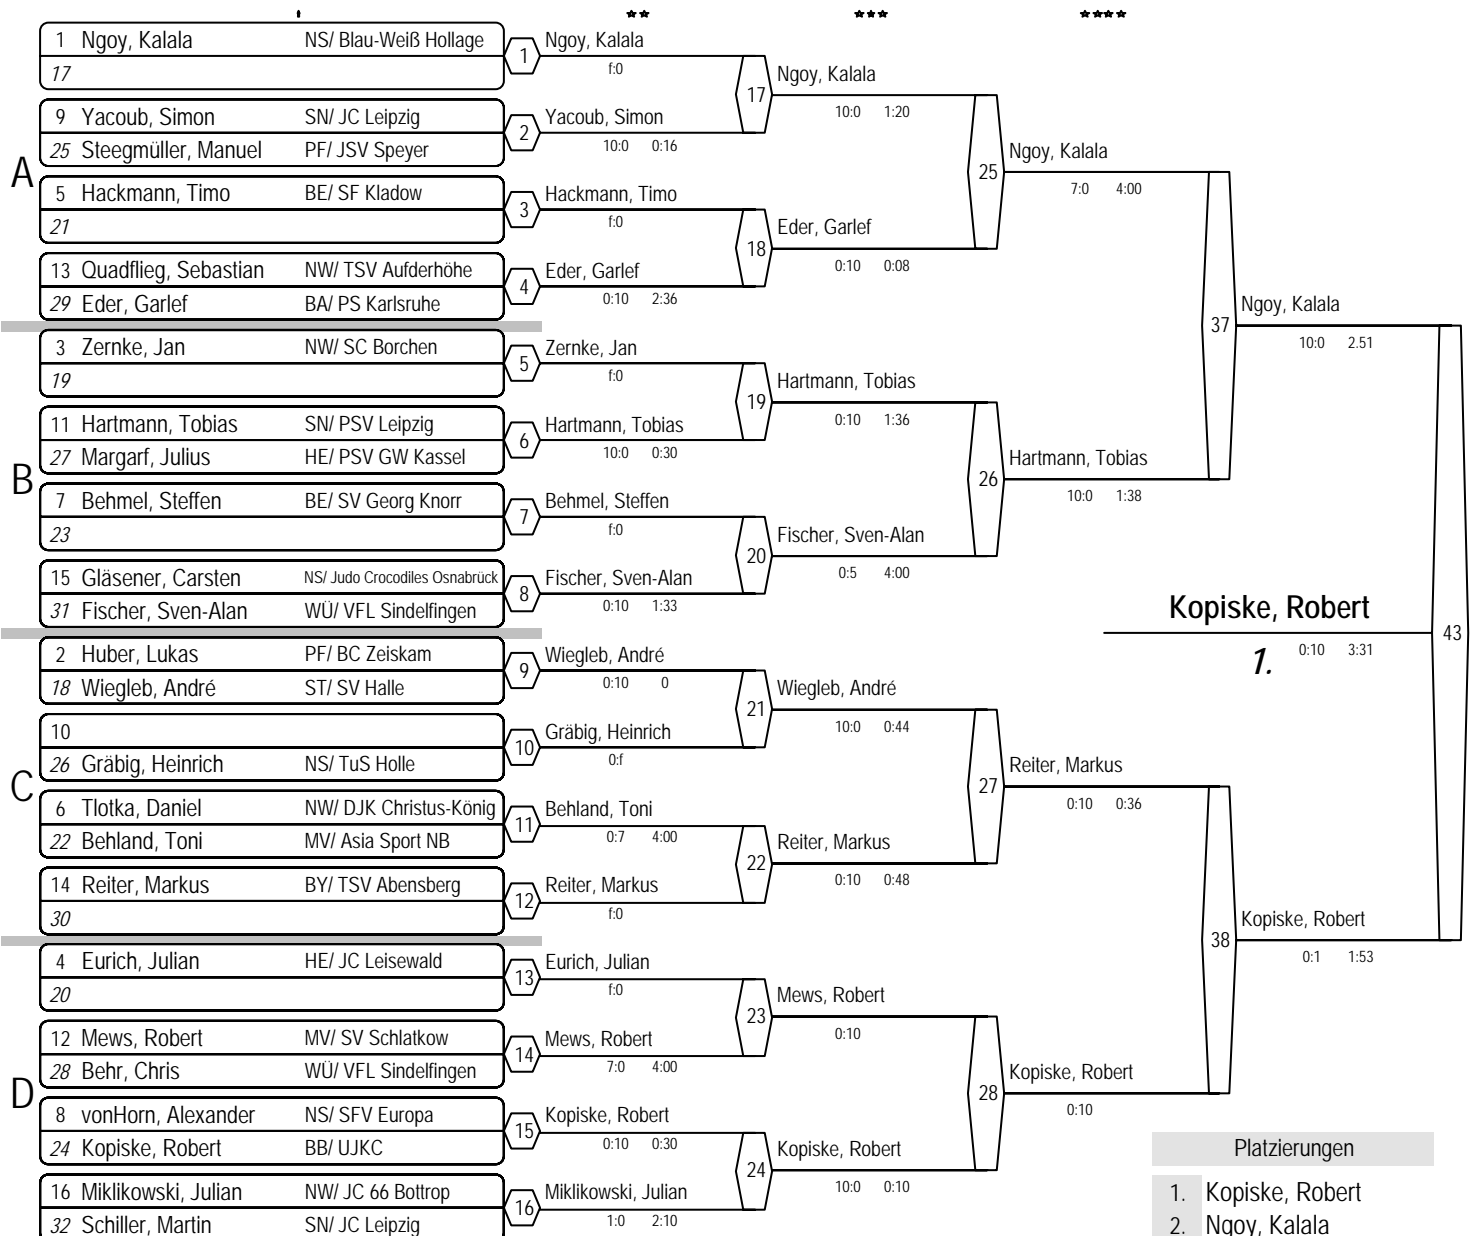 1 Ngoy, Kalala NS/ Blau-Weiß Hollage
17
9 Yacoub, Simon SN/ JC Leipzig
25 Steegmüller, Manuel PF/ JSV Speyer
A
5 Hackmann, Timo BE/ SF Kladow
21
13 Quadflieg, Sebastian NW/ TSV Aufderhöhe
29 Eder, Garlef BA/ PS Karlsruhe
3 Zernke, Jan NW/ SC Borchen
19
11 Hartmann, Tobias SN/ PSV Leipzig
27 Margarf, Julius HE/ PSV GW Kassel
B
7 Behmel, Steffen BE/ SV Georg Knorr
23
15 Gläsener, Carsten NS/ Judo Crocodiles Osnabrück
31 Fischer, Sven-Alan WÜ/ VFL Sindelfingen
2 Huber, Lukas PF/ BC Zeiskam
18 Wiegleb, André ST/ SV Halle
10
26 Gräbig, Heinrich NS/ TuS Holle
C
6 Tlotka, Daniel NW/ DJK Christus-König
22 Behland, Toni MV/ Asia Sport NB
14 Reiter, Markus BY/ TSV Abensberg
30
4 Eurich, Julian HE/ JC Leisewald
20
12 Mews, Robert MV/ SV Schlatkow
28 Behr, Chris WÜ/ VFL Sindelfingen
D
8 vonHorn, Alexander NS/ SFV Europa
24 Kopiske, Robert BB/ UJKC
16 Miklikowski, Julian NW/ JC 66 Bottrop
32 Schiller, Martin SN/ JC Leipzig
**
1 Ngoy, Kalala
f:0
2 Yacoub, Simon
10:0 0:16
3 Hackmann, Timo
f:0
4 Eder, Garlef
0:10 2:36
5 Zernke, Jan
f:0
6 Hartmann, Tobias
10:0 0:30
7 Behmel, Steffen
f:0
8 Fischer, Sven-Alan
0:10 1:33
9 Wiegleb, André
0:10 0
10 Gräbig, Heinrich
0:f
11 Behland, Toni
0:7 4:00
12 Reiter, Markus
f:0
13 Eurich, Julian
f:0
14 Mews, Robert
7:0 4:00
15 Kopiske, Robert
0:10 0:30
16 Miklikowski, Julian
1:0 2:10
***
17 Ngoy, Kalala
10:0 1:20
18 Eder, Garlef
0:10 0:08
19 Hartmann, Tobias
0:10 1:36
20 Fischer, Sven-Alan
0:5 4:00
21 Wiegleb, André
10:0 0:44
22 Reiter, Markus
0:10 0:48
23 Mews, Robert
0:10
24 Kopiske, Robert
10:0 0:10
****
25 Ngoy, Kalala
7:0 4:00
26 Hartmann, Tobias
10:0 1:38
27 Reiter, Markus
0:10 0:36
28 Kopiske, Robert
0:10
37 Ngoy, Kalala
10:0 2.51
38 Kopiske, Robert
0:1 1:53
Kopiske, Robert
43
1. 0:10 3:31
Platzierungen
1. Kopiske, Robert
2. Ngoy, Kalala